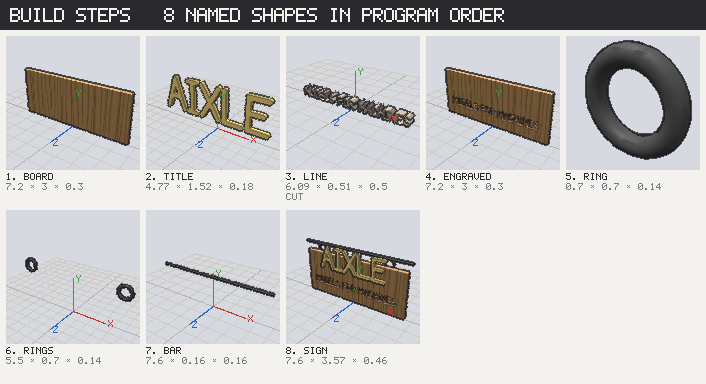 BUILD STEPS 8 NAMED SHAPES IN PROGRAM ORDER
1. BOARD
7.2 × 3 × 0.3
AIXLE
2. TITLE
4.77 × 1.52 × 0.18
3. LINE
6.09 × 0.51 × 0.5
CUT
4. ENGRAVED
7.2 × 3 × 0.3
5. RING
0.7 × 0.7 × 0.14
6. RINGS
5.5 × 0.7 × 0.14
7. BAR
7.6 × 0.16 × 0.16
AIXLE
8. SIGN
7.6 × 3.57 × 0.46
Y
Z
X